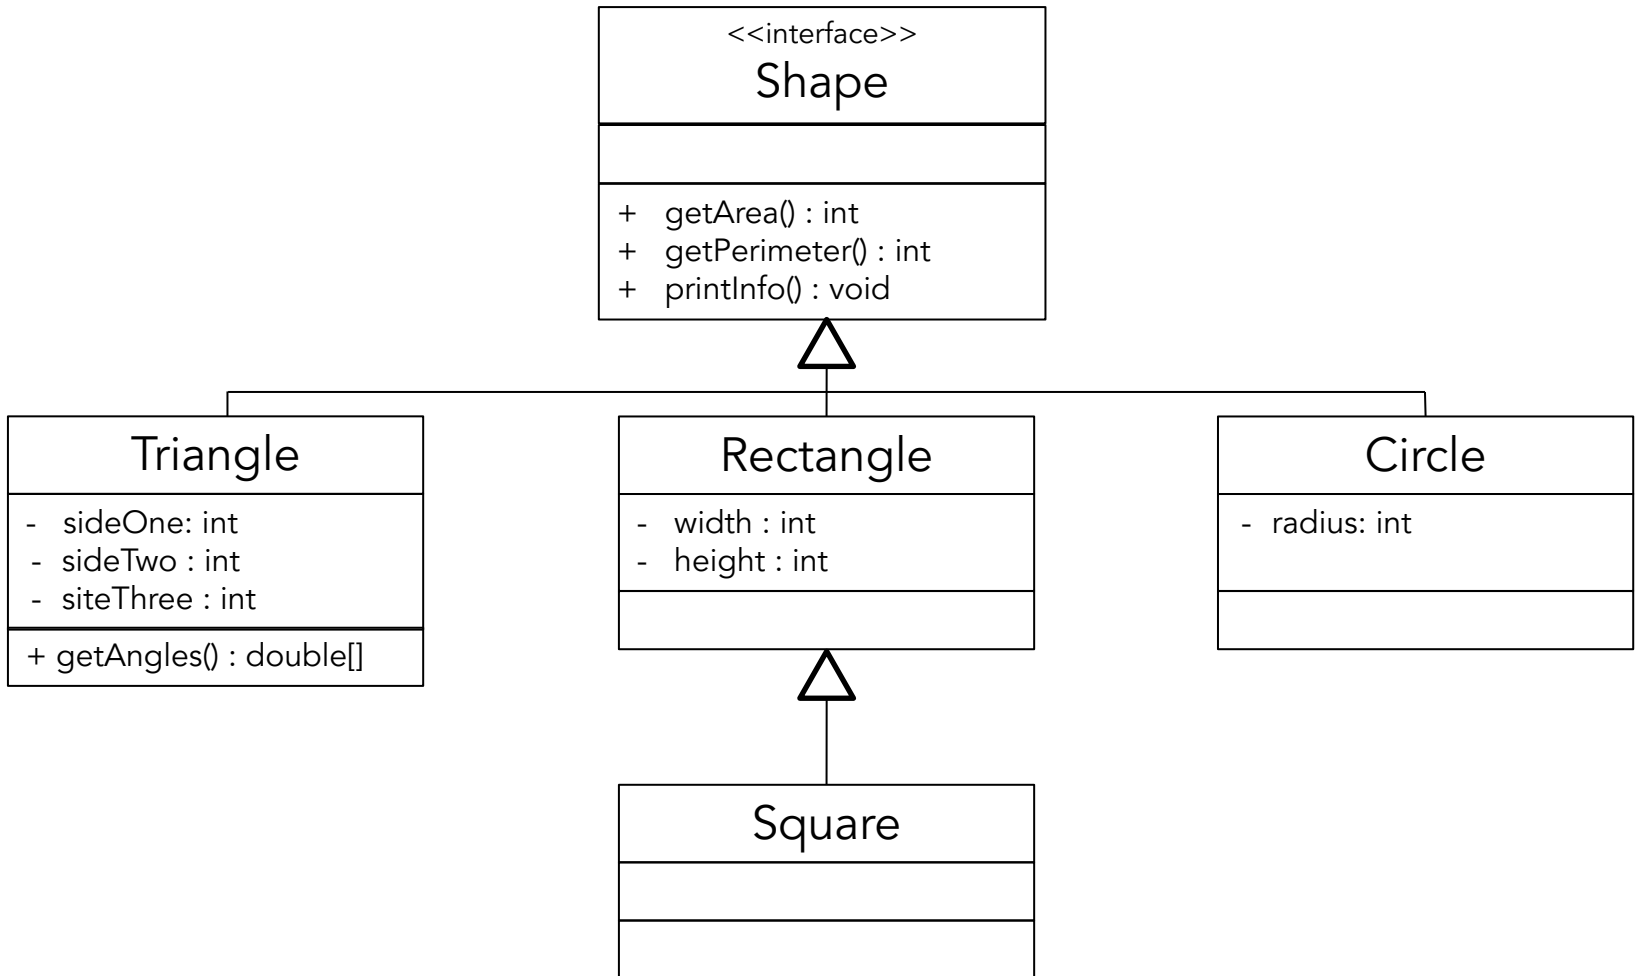 <<interface>>
Shape
+ getArea() : int
+ getPerimeter() : int
+ printInfo() : void
Triangle
- sideOne: int
- sideTwo : int
- siteThree : int
+ getAngles() : double[]
Rectangle
- width : int
- height : int
Circle
- radius: int
Square